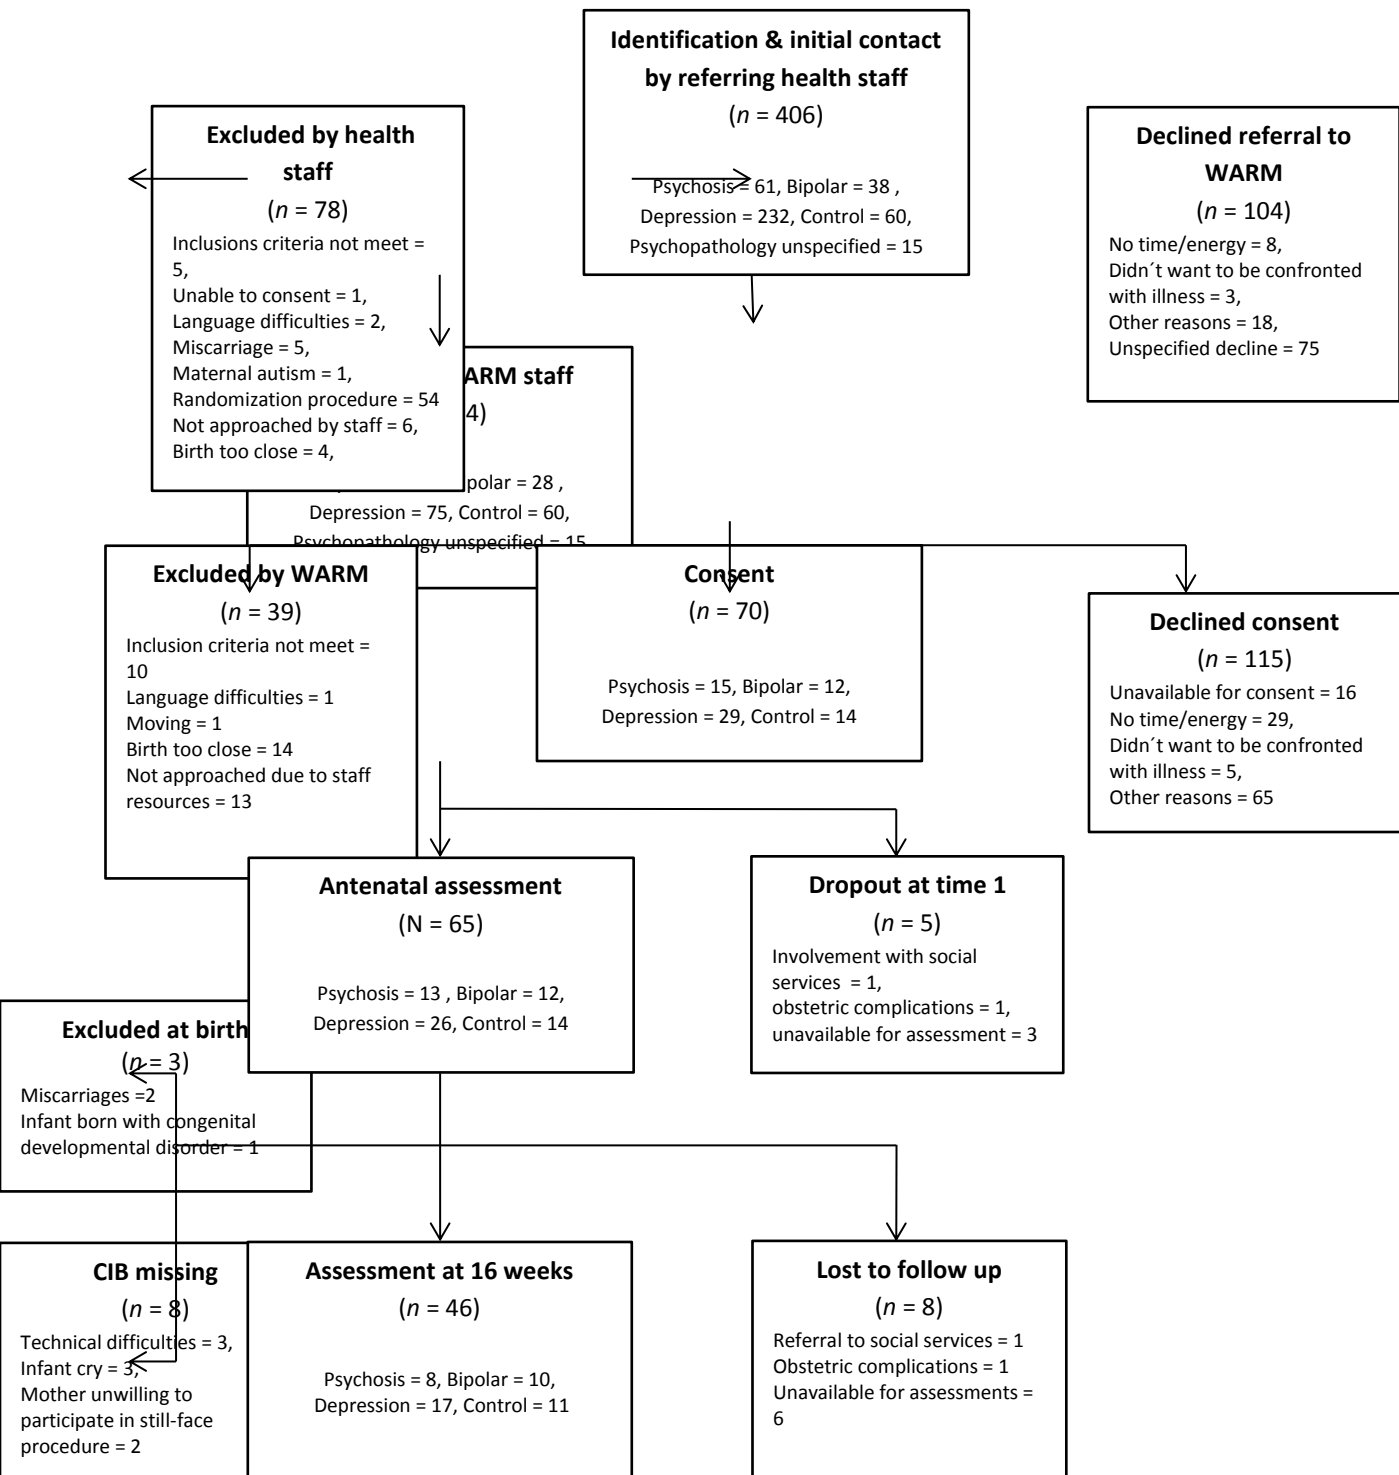 Identification & initial contact
by referring health staff
(n = 406)
Psychosis = 61, Bipolar = 38 ,
Depression = 232, Control = 60,
Psychopathology unspecified = 15
Excluded by health
staff
(n = 78)
Inclusions criteria not meet =
5,
Unable to consent = 1,
Language difficulties = 2,
Miscarriage = 5,
Maternal autism = 1,
Randomization procedure = 54
Not approached by staff = 6,
Birth too close = 4,
Declined referral to
WARM
(n = 104)
No time/energy = 8,
Didn´t want to be confronted
with illness = 3,
Other reasons = 18,
Unspecified decline = 75
ARM staff
4)
polar = 28 ,
Depression = 75, Control = 60,
Psychopathology unspecified = 15
Excluded by WARM
(n = 39)
Inclusion criteria not meet =
10
Language difficulties = 1
Moving = 1
Birth too close = 14
Not approached due to staff
resources = 13
Consent
(n = 70)
Psychosis = 15, Bipolar = 12,
Depression = 29, Control = 14
Declined consent
(n = 115)
Unavailable for consent = 16
No time/energy = 29,
Didn´t want to be confronted
with illness = 5,
Other reasons = 65
Antenatal assessment
(N = 65)
Psychosis = 13 , Bipolar = 12,
Depression = 26, Control = 14
Dropout at time 1
(n = 5)
Involvement with social
services  = 1,
obstetric complications = 1,
unavailable for assessment = 3
Excluded at birth
(n = 3)
Miscarriages =2
Infant born with congenital
developmental disorder = 1
CIB missing
(n = 8)
Technical difficulties = 3,
Infant cry = 3,
Mother unwilling to
participate in still-face
procedure = 2
Assessment at 16 weeks
(n = 46)
Psychosis = 8, Bipolar = 10,
Depression = 17, Control = 11
Lost to follow up
(n = 8)
Referral to social services = 1
Obstetric complications = 1
Unavailable for assessments =
6